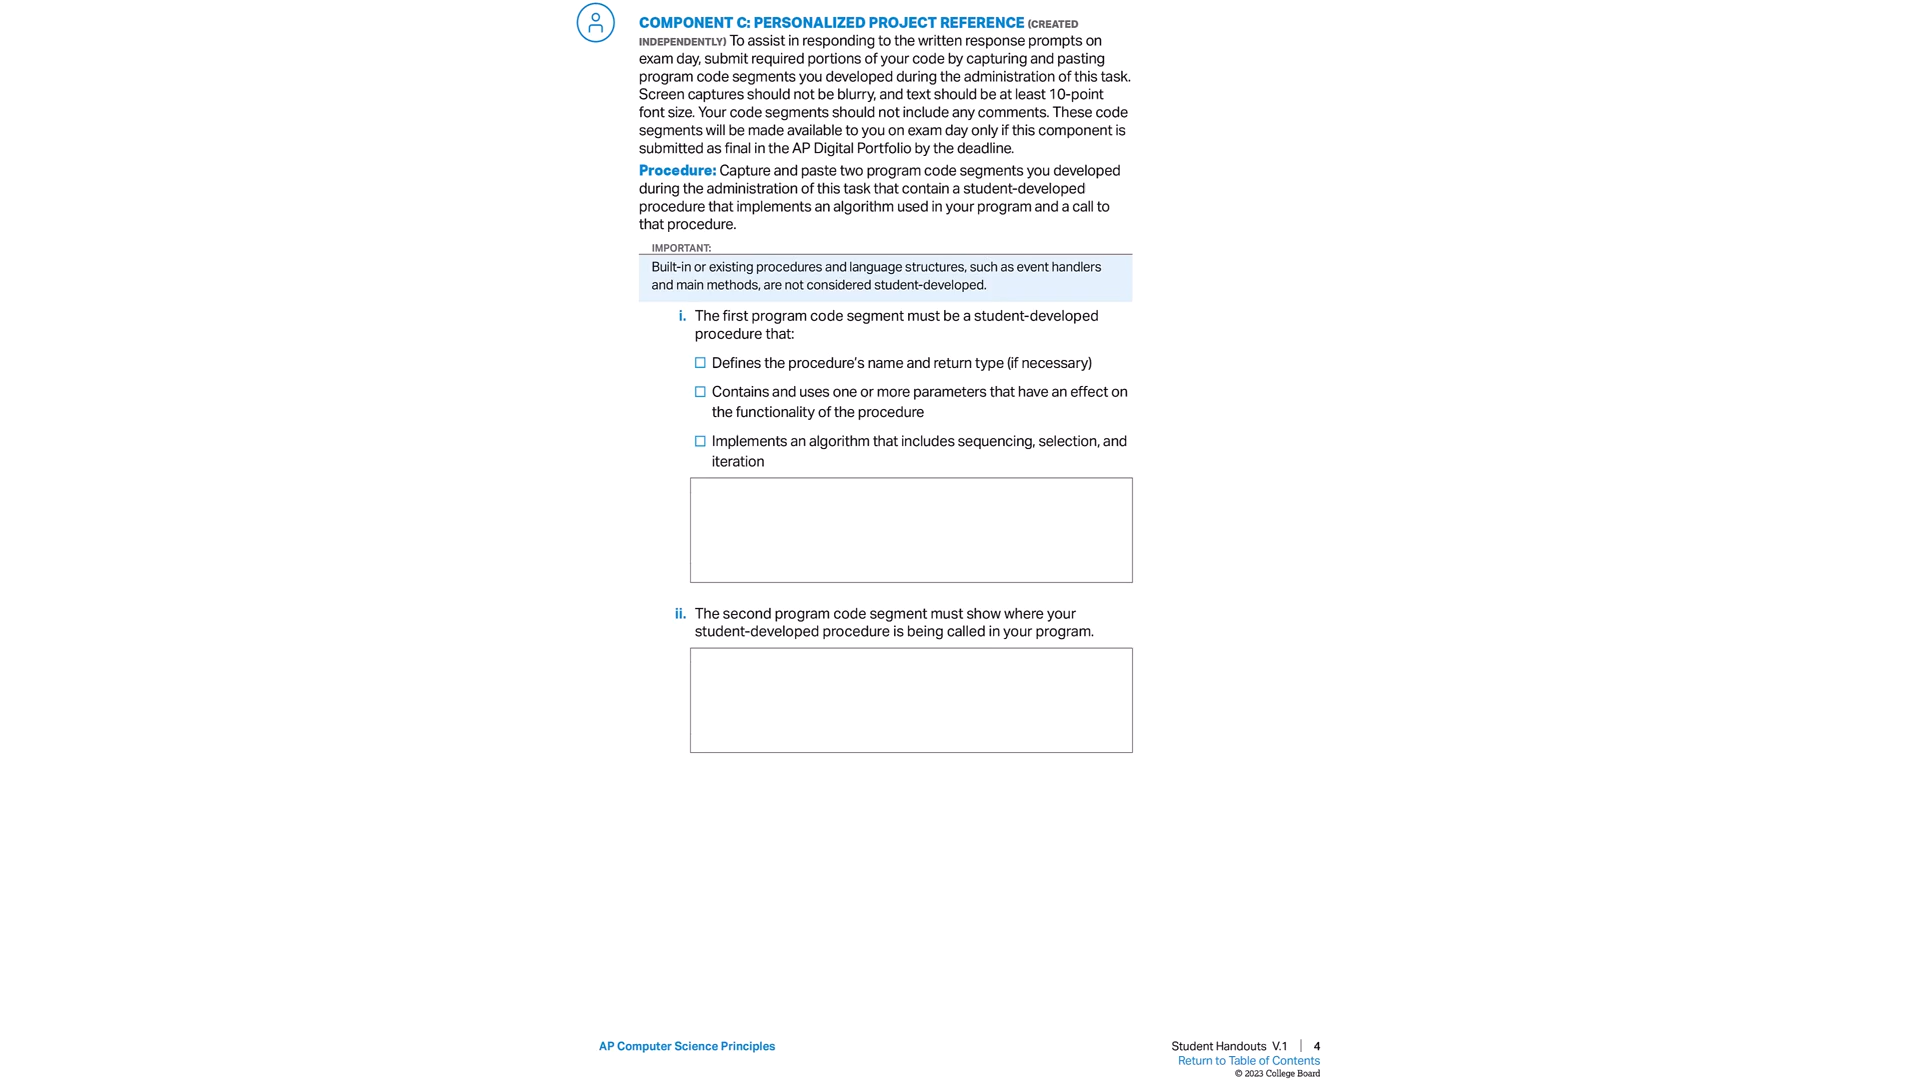 COMPONENT C: PERSONALIZED PROJECT REFERENCE (CREATED
INDEPENDENTLY) To assist in responding to the written response prompts on
exam day, submit required portions of your code by capturing and pasting
program code segments you developed during the administration of this task.
Screen captures should not be blurry, and text should be at least 10-point
font size. Your code segments should not include any comments. These code
segments will be made available to you on exam day only if this component is
submitted as final in the AP Digital Portfolio by the deadline.
Procedure: Capture and paste two program code segments you developed
during the administration of this task that contain a student-developed
procedure that implements an algorithm used in your program and a call to
that procedure.
IMPORTANT:
Built-in or existing procedures and language structures, such as event handlers
and main methods, are not considered student-developed.
i. The first program code segment must be a student-developed
procedure that:
Defines the procedure's name and return type (if necessary)
Contains and uses one or more parameters that have an effect on
the functionality of the procedure
Implements an algorithm that includes sequencing, selection, and
iteration
ii. The second program code segment must show where your
student-developed procedure is being called in your program.
AP Computer Science Principles
Student Handouts V.1 | 4
Return to Table of Contents
© 2023 College Board